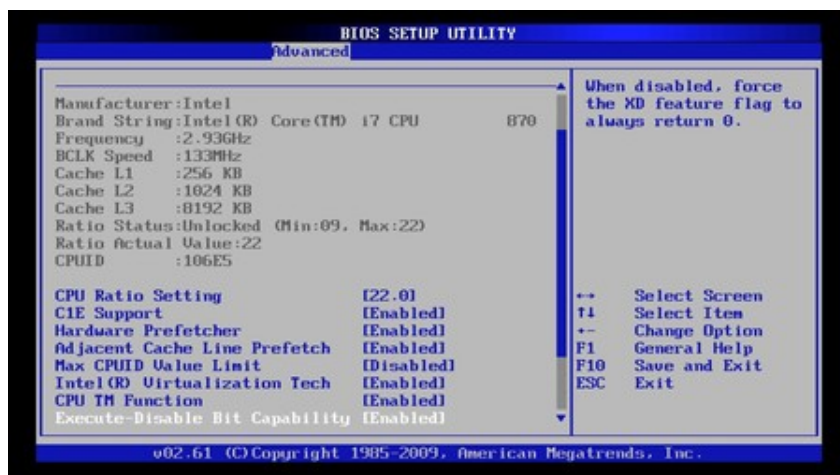 BIOS SETUP UTILITY
Advanced
Manufacturer:Intel
Brand String:Intel(R) Core(TM) i7 CPU 870
Frequency :2.93GHz
BCLK Speed :133MHz
Cache L1 :256 KB
Cache L2 :1024 KB
Cache L3 :8192 KB
Ratio Status:Unlocked (Min:09, Max:22)
Ratio Actual Value:22
CPUID :106E5
CPU Ratio Setting [22.0]
C1E Support [Enabled]
Hardware Prefetcher [Enabled]
Adjacent Cache Line Prefetch [Enabled]
Max CPUID Value Limit [Disabled]
Intel(R) Virtualization Tech [Enabled]
CPU TM Function [Enabled]
Execute-Disable Bit Capability [Enabled]
When disabled, force
the XD feature flag to
always return 0.
↔ Select Screen
↑↓ Select Item
+- Change Option
F1 General Help
F10 Save and Exit
ESC Exit
v02.61 (C)Copyright 1985-2009, American Megatrends, Inc.